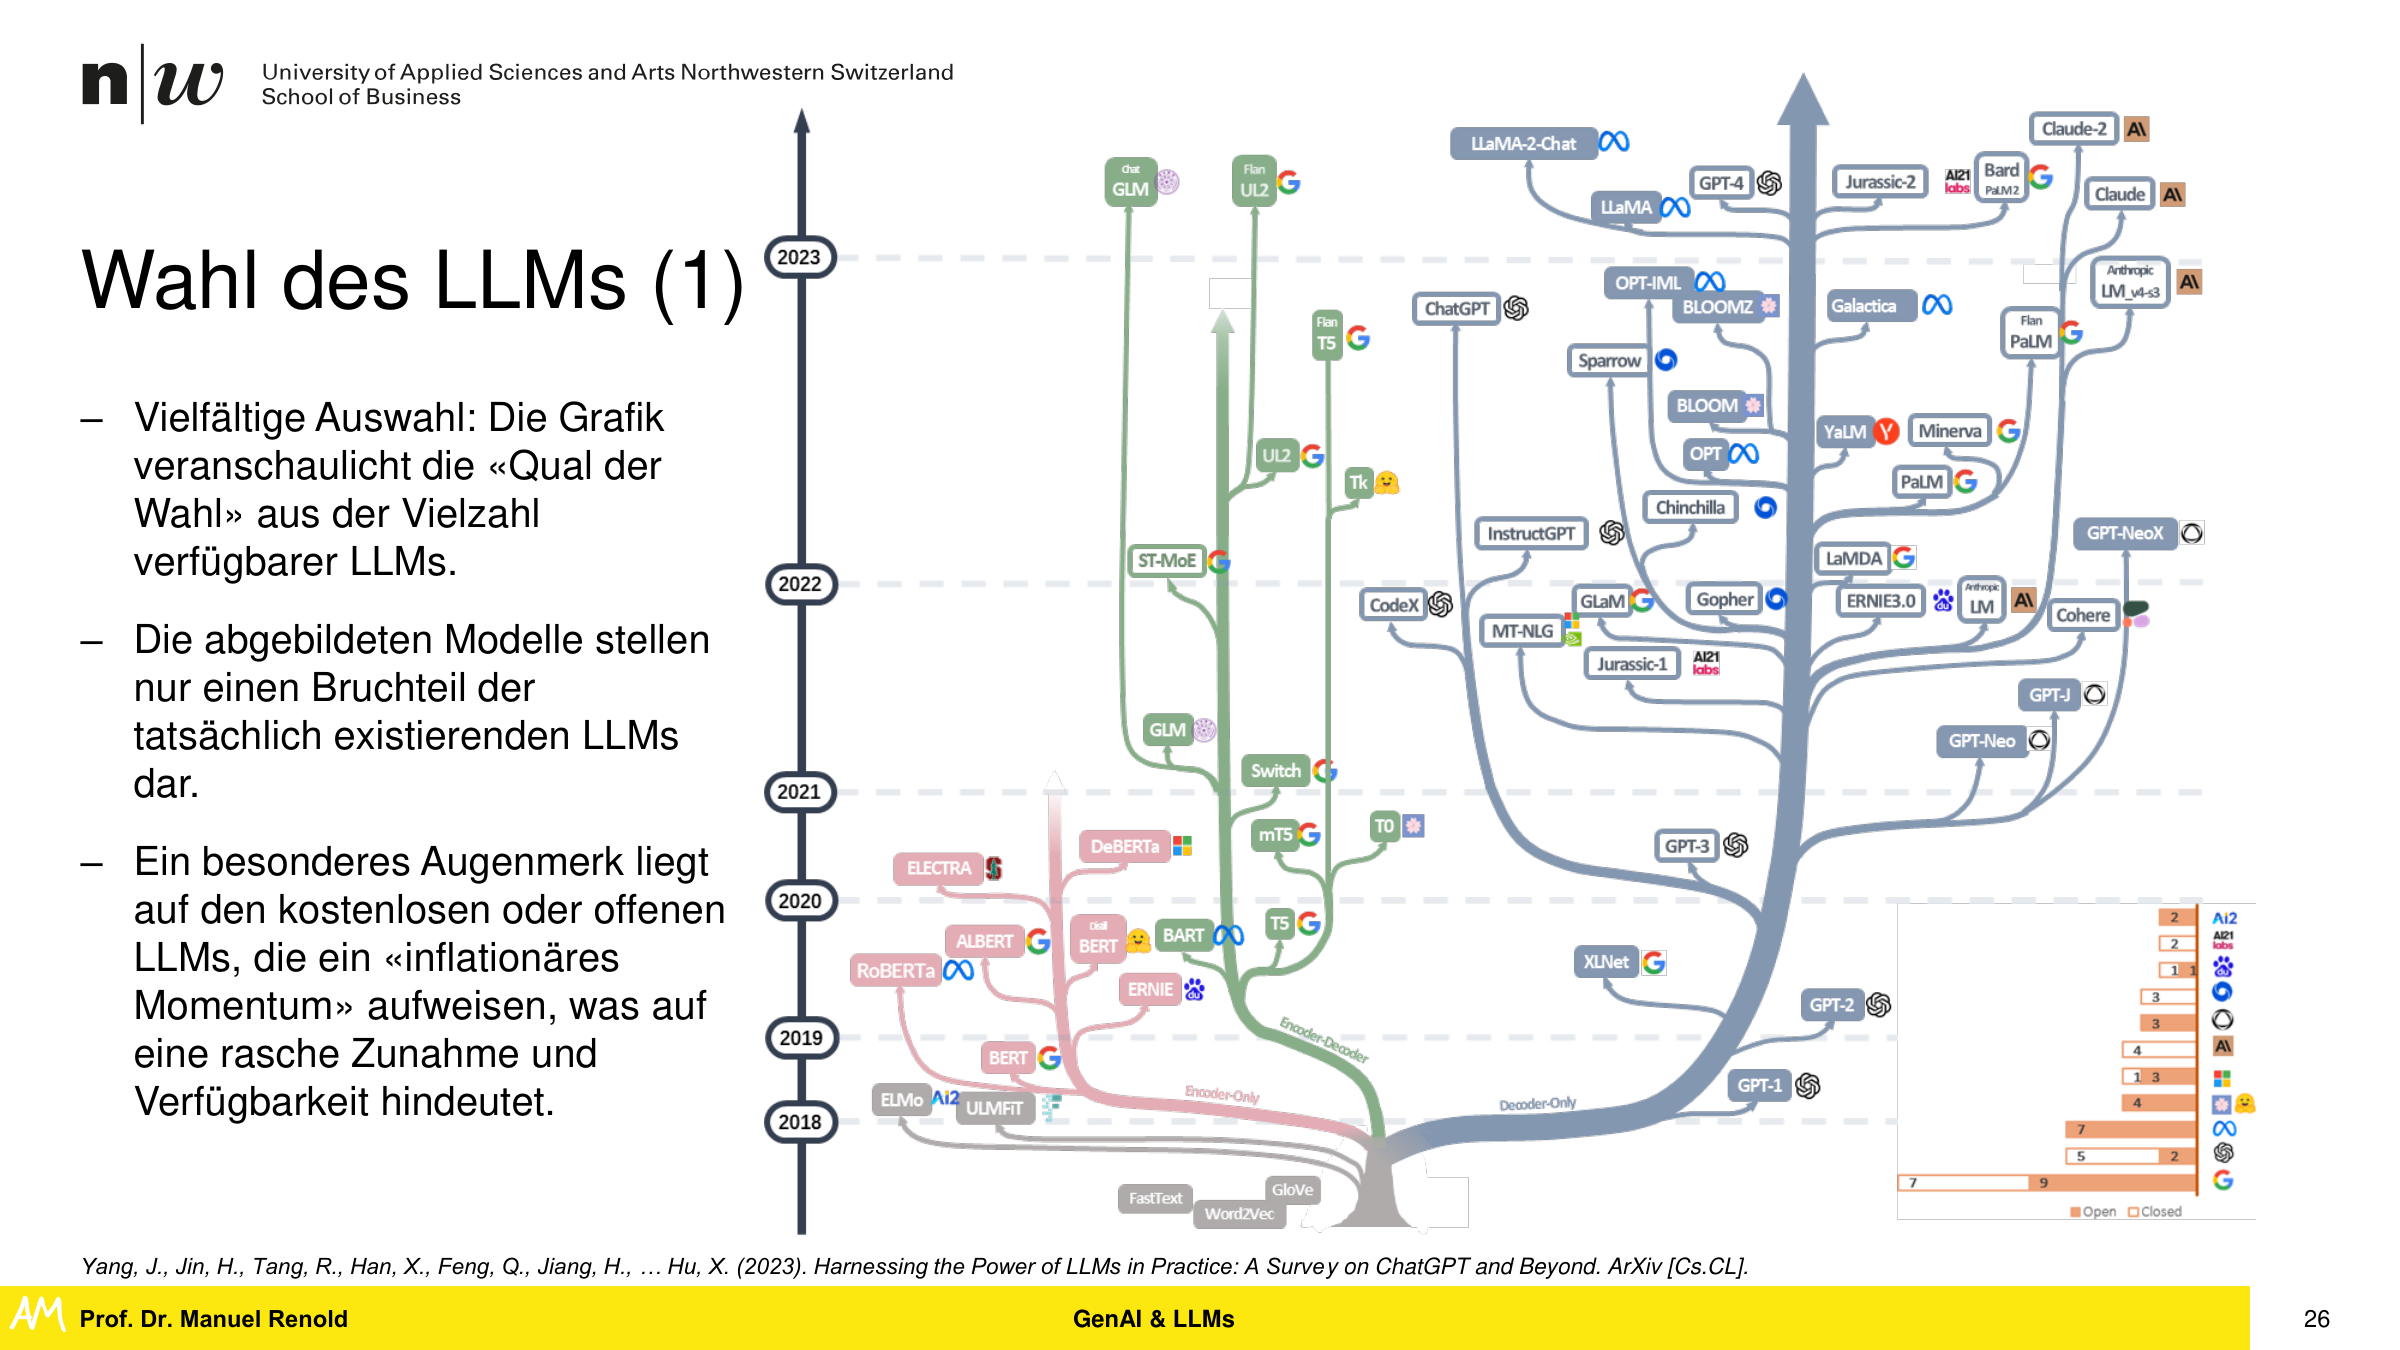 n|w University of Applied Sciences and Arts Northwestern Switzerland
School of Business
Wahl des LLMs (1)
– Vielfältige Auswahl: Die Grafik
veranschaulicht die «Qual der
Wahl» aus der Vielzahl
verfügbarer LLMs.
– Die abgebildeten Modelle stellen
nur einen Bruchteil der
tatsächlich existierenden LLMs
dar.
– Ein besonderes Augenmerk liegt
auf den kostenlosen oder offenen
LLMs, die ein «inflationäres
Momentum» aufweisen, was auf
eine rasche Zunahme und
Verfügbarkeit hindeutet.
2023
2022
2021
2020
2019
2018
Chat
GLM
Flan
UL2
Flan
T5
UL2
Tk
ST-MoE
GLM
Switch
mT5
T0
BART
T5
Encoder-Decoder
DeBERTa
ELECTRA
ALBERT
Distil
BERT
RoBERTa
ERNIE
BERT
Encoder-Only
ELMo
Ai2
ULMFiT
FastText
GloVe
Word2Vec
LLaMA-2-Chat
GPT-4
LLaMA
Jurassic-2
AI21
labs
Bard
PaLM2
Claude-2
A\
Claude
A\
Anthropic
LM_v4-s3
A\
OPT-IML
BLOOMZ
Galactica
ChatGPT
Flan
PaLM
Sparrow
BLOOM
YaLM
Minerva
OPT
PaLM
Chinchilla
InstructGPT
GPT-NeoX
LaMDA
CodeX
GLaM
Gopher
ERNIE3.0
Anthropic
LM
A\
Cohere
MT-NLG
Jurassic-1
AI21
labs
GPT-J
GPT-Neo
GPT-3
XLNet
GPT-2
GPT-1
Decoder-Only
2 Ai2
2 AI21 labs
1 1 du
3
3
4 A\
1 3
4
7
5 2
7 9 G
Open Closed
Yang, J., Jin, H., Tang, R., Han, X., Feng, Q., Jiang, H., … Hu, X. (2023). Harnessing the Power of LLMs in Practice: A Survey on ChatGPT and Beyond. ArXiv [Cs.CL].
AM Prof. Dr. Manuel Renold
GenAI & LLMs
26